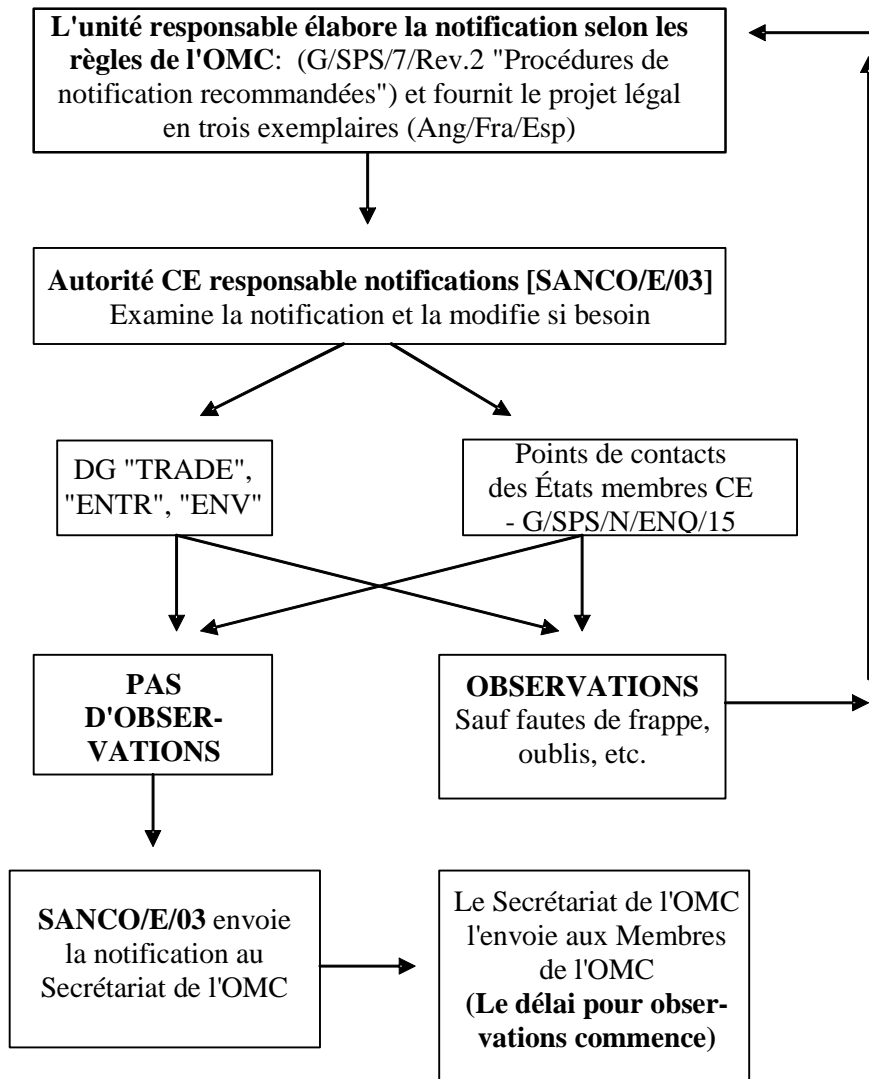 L'unité responsable élabore la notification selon les
règles de l'OMC:  (G/SPS/7/Rev.2 "Procédures de
notification recommandées") et fournit le projet légal
en trois exemplaires (Ang/Fra/Esp)
Autorité CE responsable notifications [SANCO/E/03]
Examine la notification et la modifie si besoin
DG "TRADE",
"ENTR", "ENV"
Points de contacts
des États membres CE
- G/SPS/N/ENQ/15
PAS
D'OBSER-
VATIONS
OBSERVATIONS
Sauf fautes de frappe,
oublis, etc.
SANCO/E/03 envoie
la notification au
Secrétariat de l'OMC
Le Secrétariat de l'OMC
l'envoie aux Membres
de l'OMC
(Le délai pour obser-
vations commence)